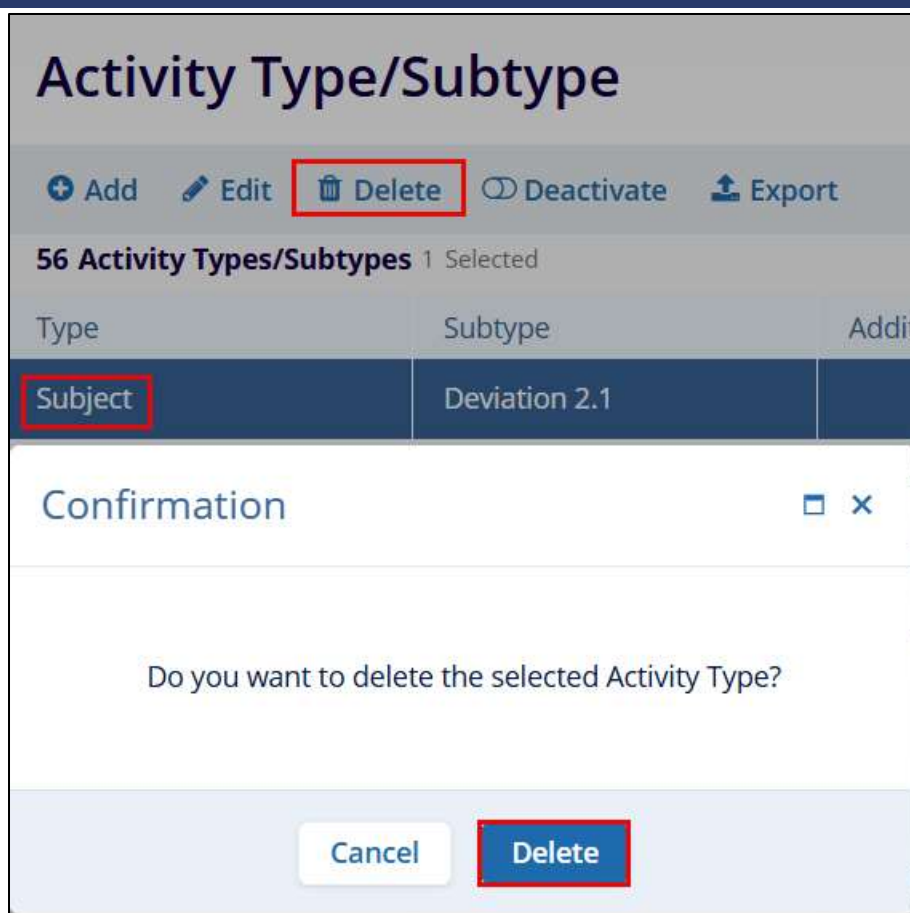 Activity Type/Subtype
Add Edit Delete Deactivate Export
56 Activity Types/Subtypes 1 Selected
Type Subtype Addi
Subject Deviation 2.1
Confirmation
Do you want to delete the selected Activity Type?
Cancel Delete